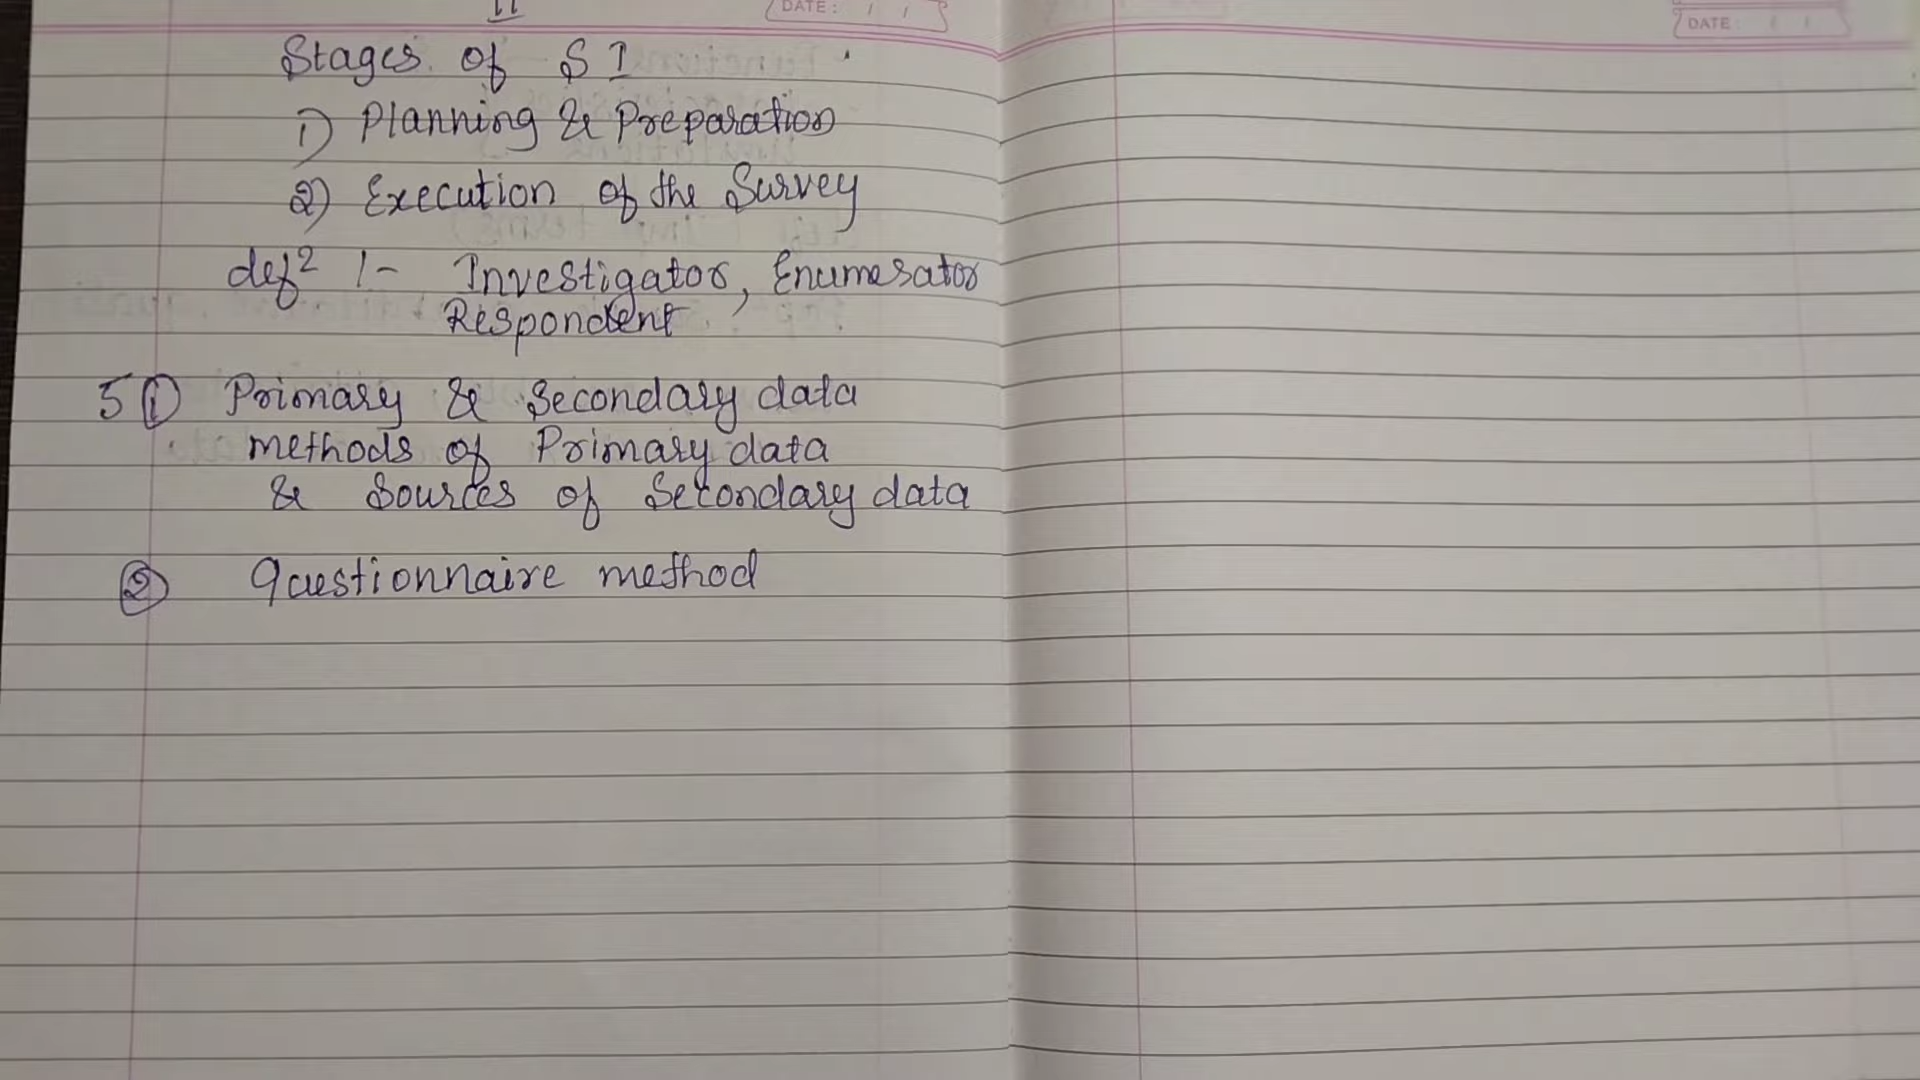 II
DATE: / /
DATE: / /
Stages of S I
1) Planning & Preparation
2) Execution of the Survey
def2 :- Investigator, Enumerator
Respondent.
5 ① Primary & Secondary data
methods of Primary data
& Sources of Secondary data
② questionnaire method